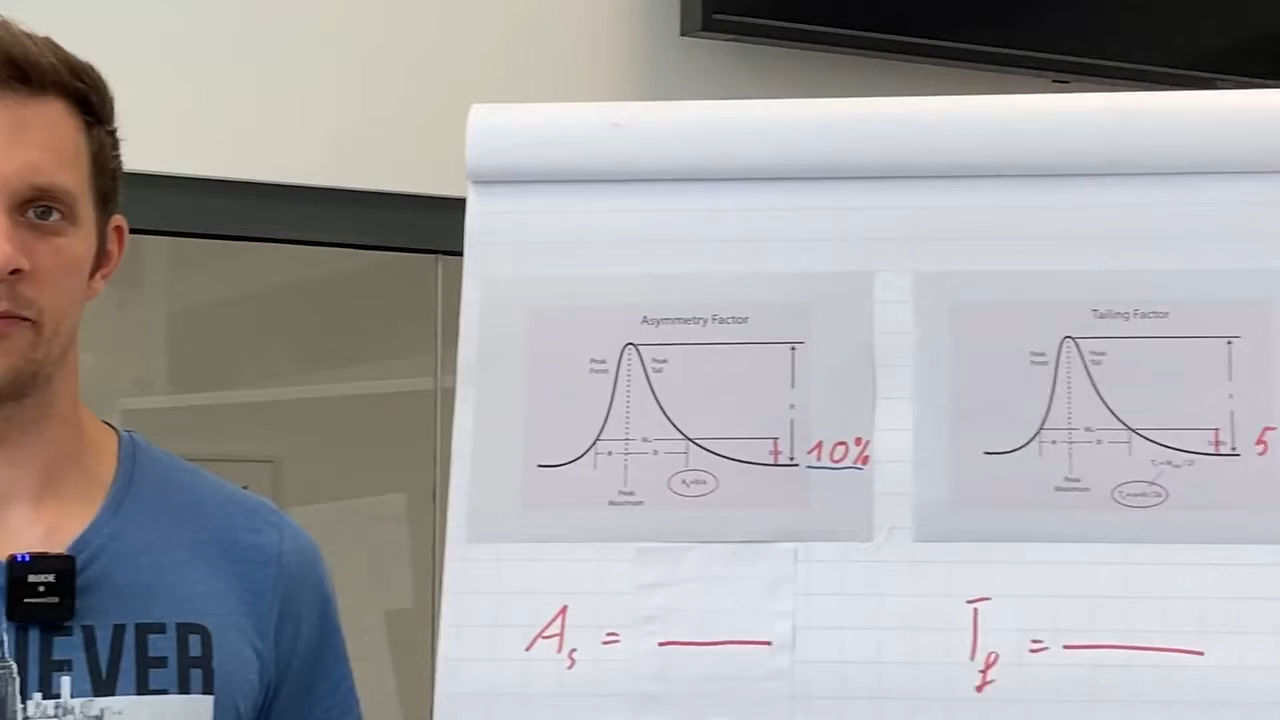 Asymmetry Factor
Peak
Front
Peak
Tail
10%
Peak
Maximum
Tailing Factor
Peak
Front
Peak
Tail
5
Peak
Maximum
As =
Tf =
EVER